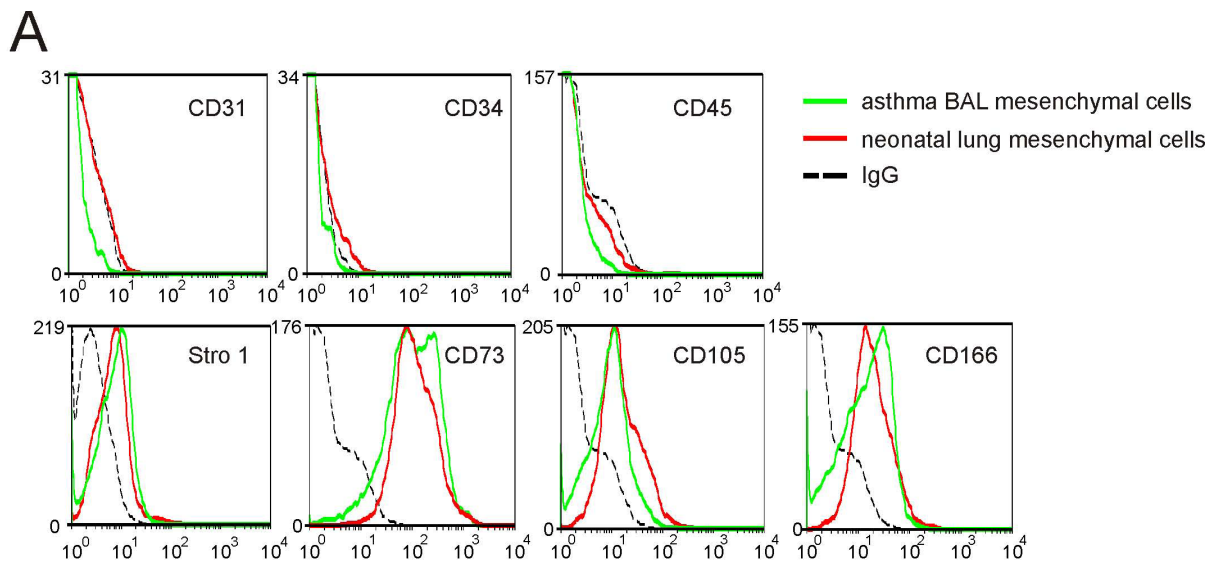 A
31
CD31
0
10^0 10^1 10^2 10^3 10^4
34
CD34
0
10^0 10^1 10^2 10^3 10^4
157
CD45
0
10^0 10^1 10^2 10^3 10^4
asthma BAL mesenchymal cells
neonatal lung mesenchymal cells
IgG
219
Stro 1
0
10^0 10^1 10^2 10^3 10^4
176
CD73
0
10^0 10^1 10^2 10^3 10^4
205
CD105
0
10^0 10^1 10^2 10^3 10^4
155
CD166
0
10^0 10^1 10^2 10^3 10^4